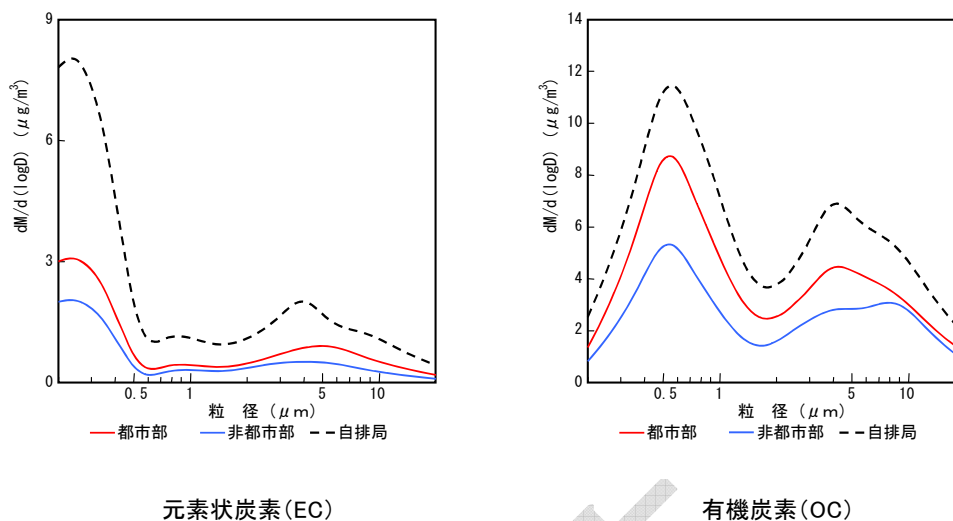 9
6
3
0
dM/d(logD) (μg/m³)
0.5 1 5 10
粒 径 (μm)
都市部 非都市部 自排局
元素状炭素(EC)
14
12
10
8
6
4
2
0
dM/d(logD) (μg/m³)
0.5 1 5 10
粒 径 (μm)
都市部 非都市部 自排局
有機炭素(OC)